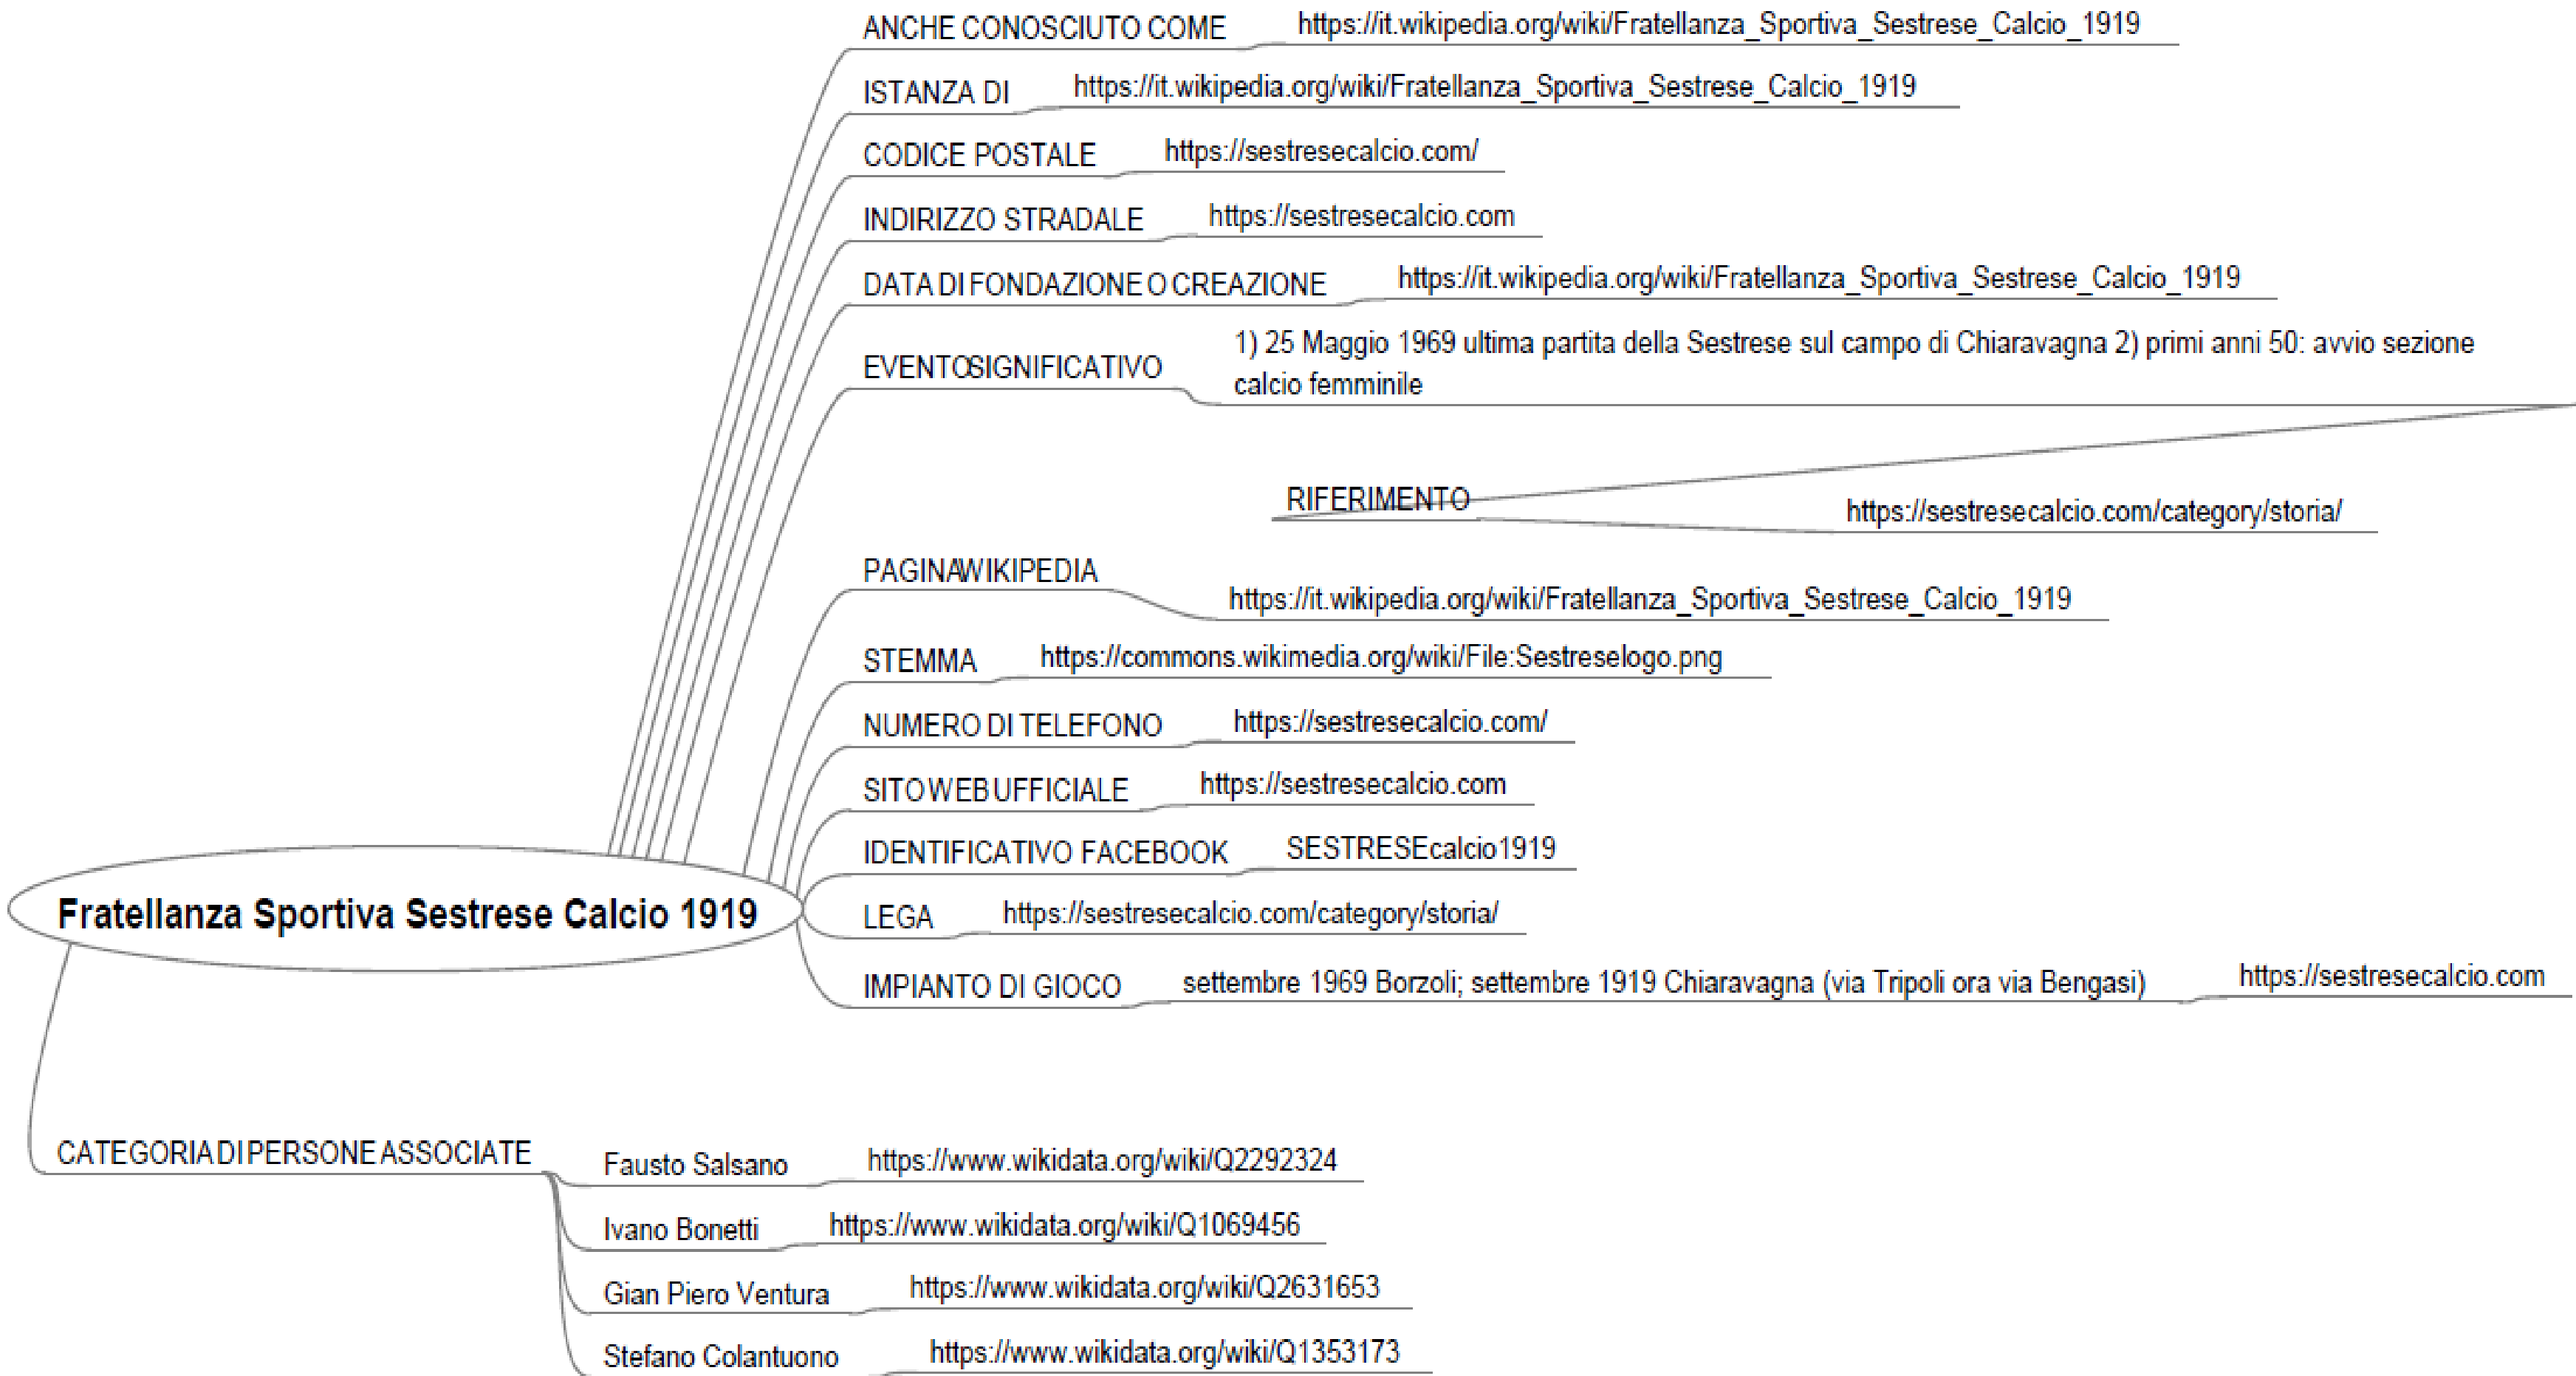 ANCHE CONOSCIUTO COME https://it.wikipedia.org/wiki/Fratellanza_Sportiva_Sestrese_Calcio_1919
ISTANZA DI https://it.wikipedia.org/wiki/Fratellanza_Sportiva_Sestrese_Calcio_1919
CODICE POSTALE https://sestresecalcio.com/
INDIRIZZO STRADALE https://sestresecalcio.com
DATA DI FONDAZIONE O CREAZIONE https://it.wikipedia.org/wiki/Fratellanza_Sportiva_Sestrese_Calcio_1919
EVENTO SIGNIFICATIVO 1) 25 Maggio 1969 ultima partita della Sestrese sul campo di Chiaravagna 2) primi anni 50: avvio sezione
calcio femminile
RIFERIMENTO https://sestresecalcio.com/category/storia/
PAGINA WIKIPEDIA https://it.wikipedia.org/wiki/Fratellanza_Sportiva_Sestrese_Calcio_1919
STEMMA https://commons.wikimedia.org/wiki/File:Sestreselogo.png
NUMERO DI TELEFONO https://sestresecalcio.com/
SITO WEB UFFICIALE https://sestresecalcio.com
IDENTIFICATIVO FACEBOOK SESTRESEcalcio1919
Fratellanza Sportiva Sestrese Calcio 1919
LEGA https://sestresecalcio.com/category/storia/
IMPIANTO DI GIOCO settembre 1969 Borzoli; settembre 1919 Chiaravagna (via Tripoli ora via Bengasi) https://sestresecalcio.com
CATEGORIA DI PERSONE ASSOCIATE
Fausto Salsano https://www.wikidata.org/wiki/Q2292324
Ivano Bonetti https://www.wikidata.org/wiki/Q1069456
Gian Piero Ventura https://www.wikidata.org/wiki/Q2631653
Stefano Colantuono https://www.wikidata.org/wiki/Q1353173